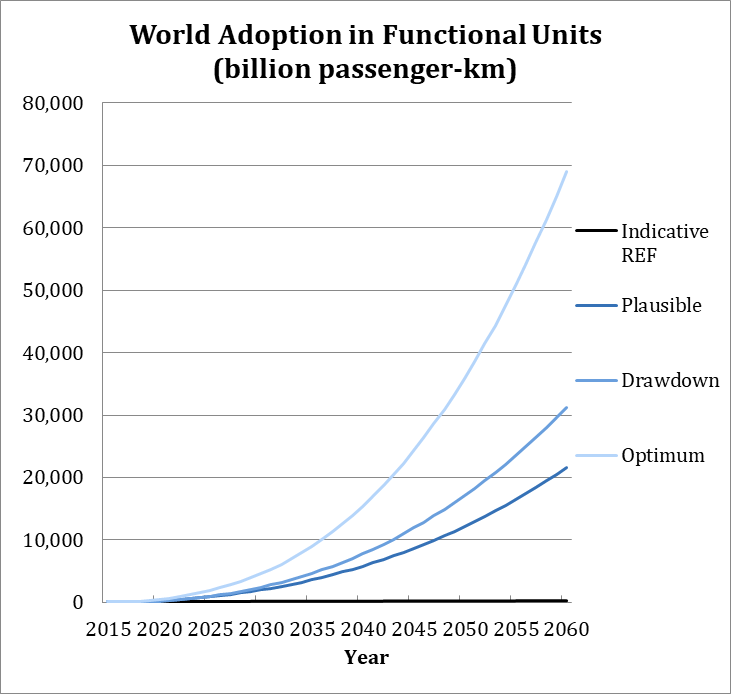 World Adoption in Functional Units
(billion passenger-km)
80,000
70,000
60,000
50,000
40,000
30,000
20,000
10,000
0
2015 2020 2025 2030 2035 2040 2045 2050 2055 2060
Year
Indicative
REF
Plausible
Drawdown
Optimum